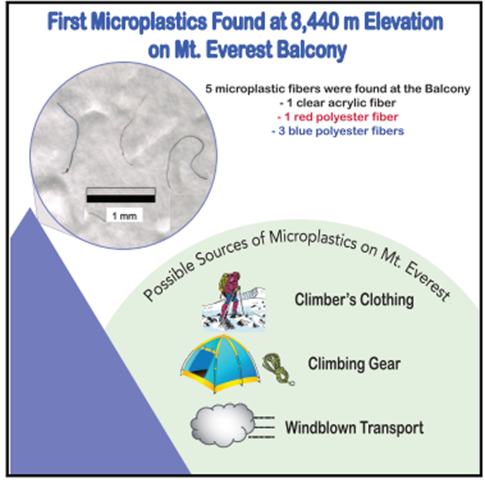 First Microplastics Found at 8,440 m Elevation
on Mt. Everest Balcony
5 microplastic fibers were found at the Balcony
- 1 clear acrylic fiber
- 1 red polyester fiber
- 3 blue polyester fibers
1 mm
Possible Sources of Microplastics on Mt. Everest
Climber's Clothing
Climbing Gear
Windblown Transport